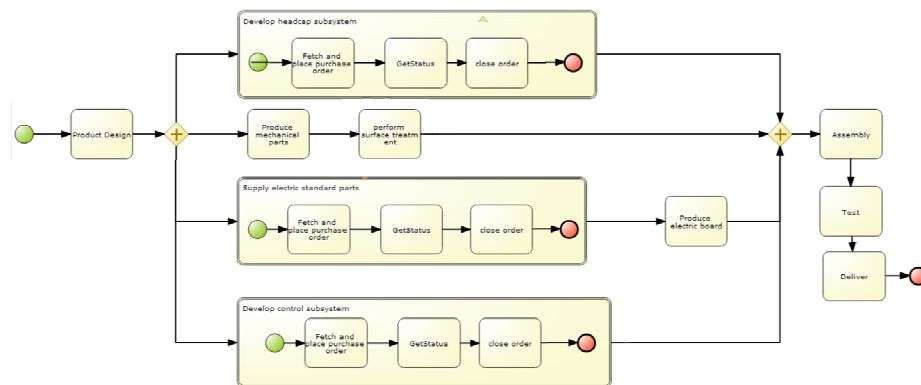 Develop headcap subsystem
Fetch and
place purchase
order
GetStatus
close order
Product Design
Produce
mechanical
parts
perform
surface treatm
ent
Assembly
Supply electric standard parts
Fetch and
place purchase
order
GetStatus
close order
Produce
electric board
Test
Deliver
Develop control subsystem
Fetch and
place purchase
order
GetStatus
close order